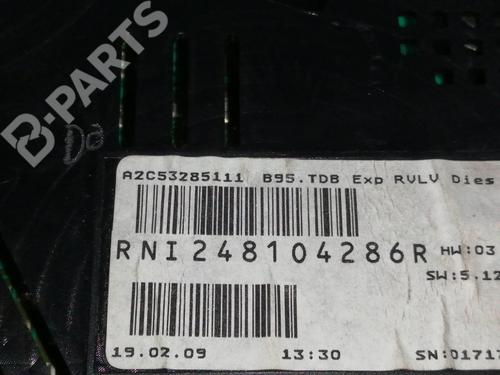 B-PARTS
Do
A2C53285111 B95.TDB Exp RVLV Dies
RNI248104286R HW:03
SW:5.12
19.02.09 13:30 SN:01717